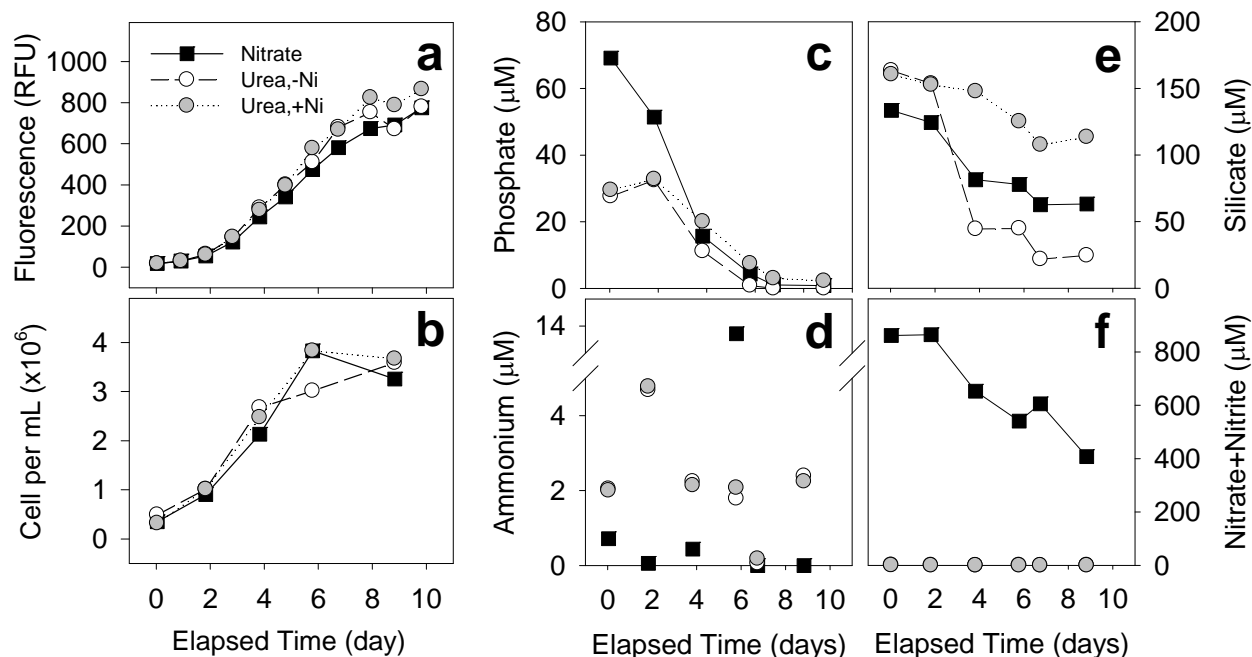 a
Fluorescence (RFU)
1000
800
600
400
200
0
Nitrate
Urea,-Ni
Urea,+Ni
b
Cell per mL (x10⁶)
4
3
2
1
0
0 2 4 6 8 10
Elapsed Time (day)
c
Phosphate (μM)
80
60
40
20
0
d
Ammonium (μM)
14
4
2
0
0 2 4 6 8 10
Elapsed Time (days)
e
200
150
100
50
0
Silicate (μM)
f
800
600
400
200
0
Nitrate+Nitrite (μM)
0 2 4 6 8 10
Elapsed Time (days)